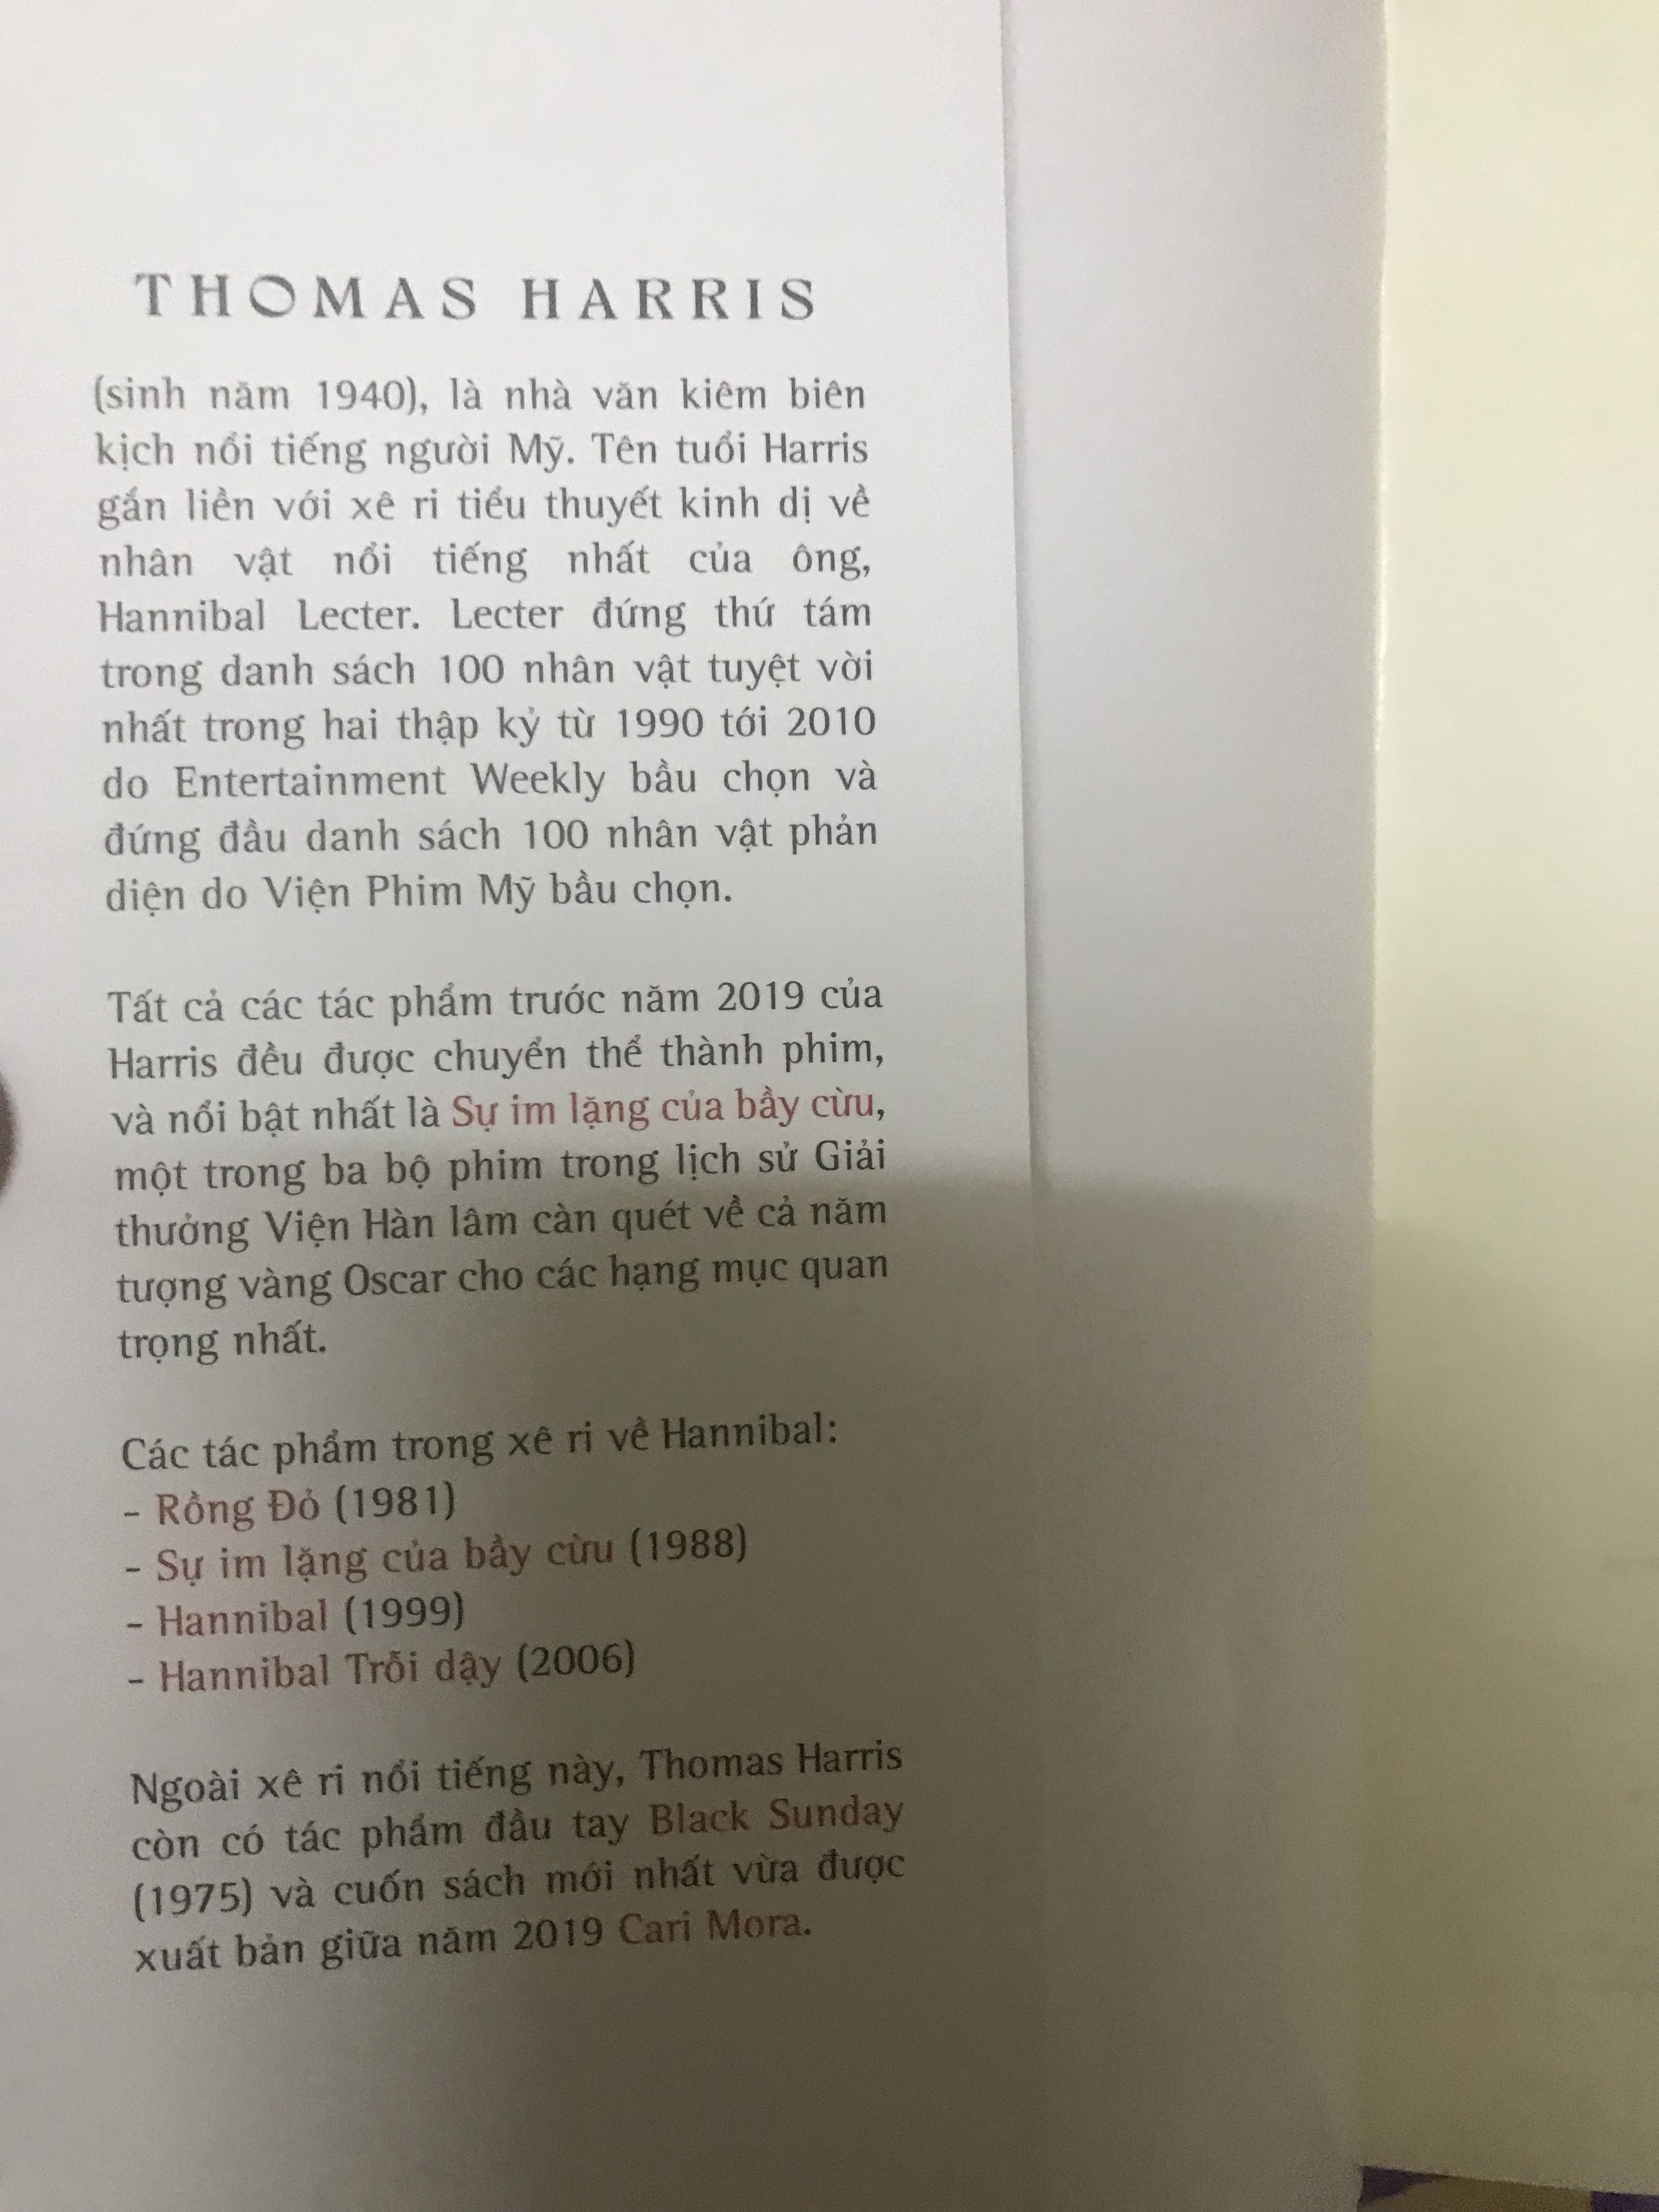 THOMAS HARRIS
(sinh năm 1940), là nhà văn kiêm biên
kịch nổi tiếng người Mỹ. Tên tuổi Harris
gắn liền với xê ri tiểu thuyết kinh dị về
nhân vật nổi tiếng nhất của ông,
Hannibal Lecter. Lecter đứng thứ tám
trong danh sách 100 nhân vật tuyệt vời
nhất trong hai thập kỷ từ 1990 tới 2010
do Entertainment Weekly bầu chọn và
đứng đầu danh sách 100 nhân vật phản
diện do Viện Phim Mỹ bầu chọn.
Tất cả các tác phẩm trước năm 2019 của
Harris đều được chuyển thể thành phim,
và nổi bật nhất là Sự im lặng của bầy cừu,
một trong ba bộ phim trong lịch sử Giải
thưởng Viện Hàn lâm càn quét về cả năm
tượng vàng Oscar cho các hạng mục quan
trọng nhất.
Các tác phẩm trong xê ri về Hannibal:
– Rồng Đỏ (1981)
– Sự im lặng của bầy cừu (1988)
– Hannibal (1999)
– Hannibal Trỗi dậy (2006)
Ngoài xê ri nổi tiếng này, Thomas Harris
còn có tác phẩm đầu tay Black Sunday
(1975) và cuốn sách mới nhất vừa được
xuất bản giữa năm 2019 Cari Mora.